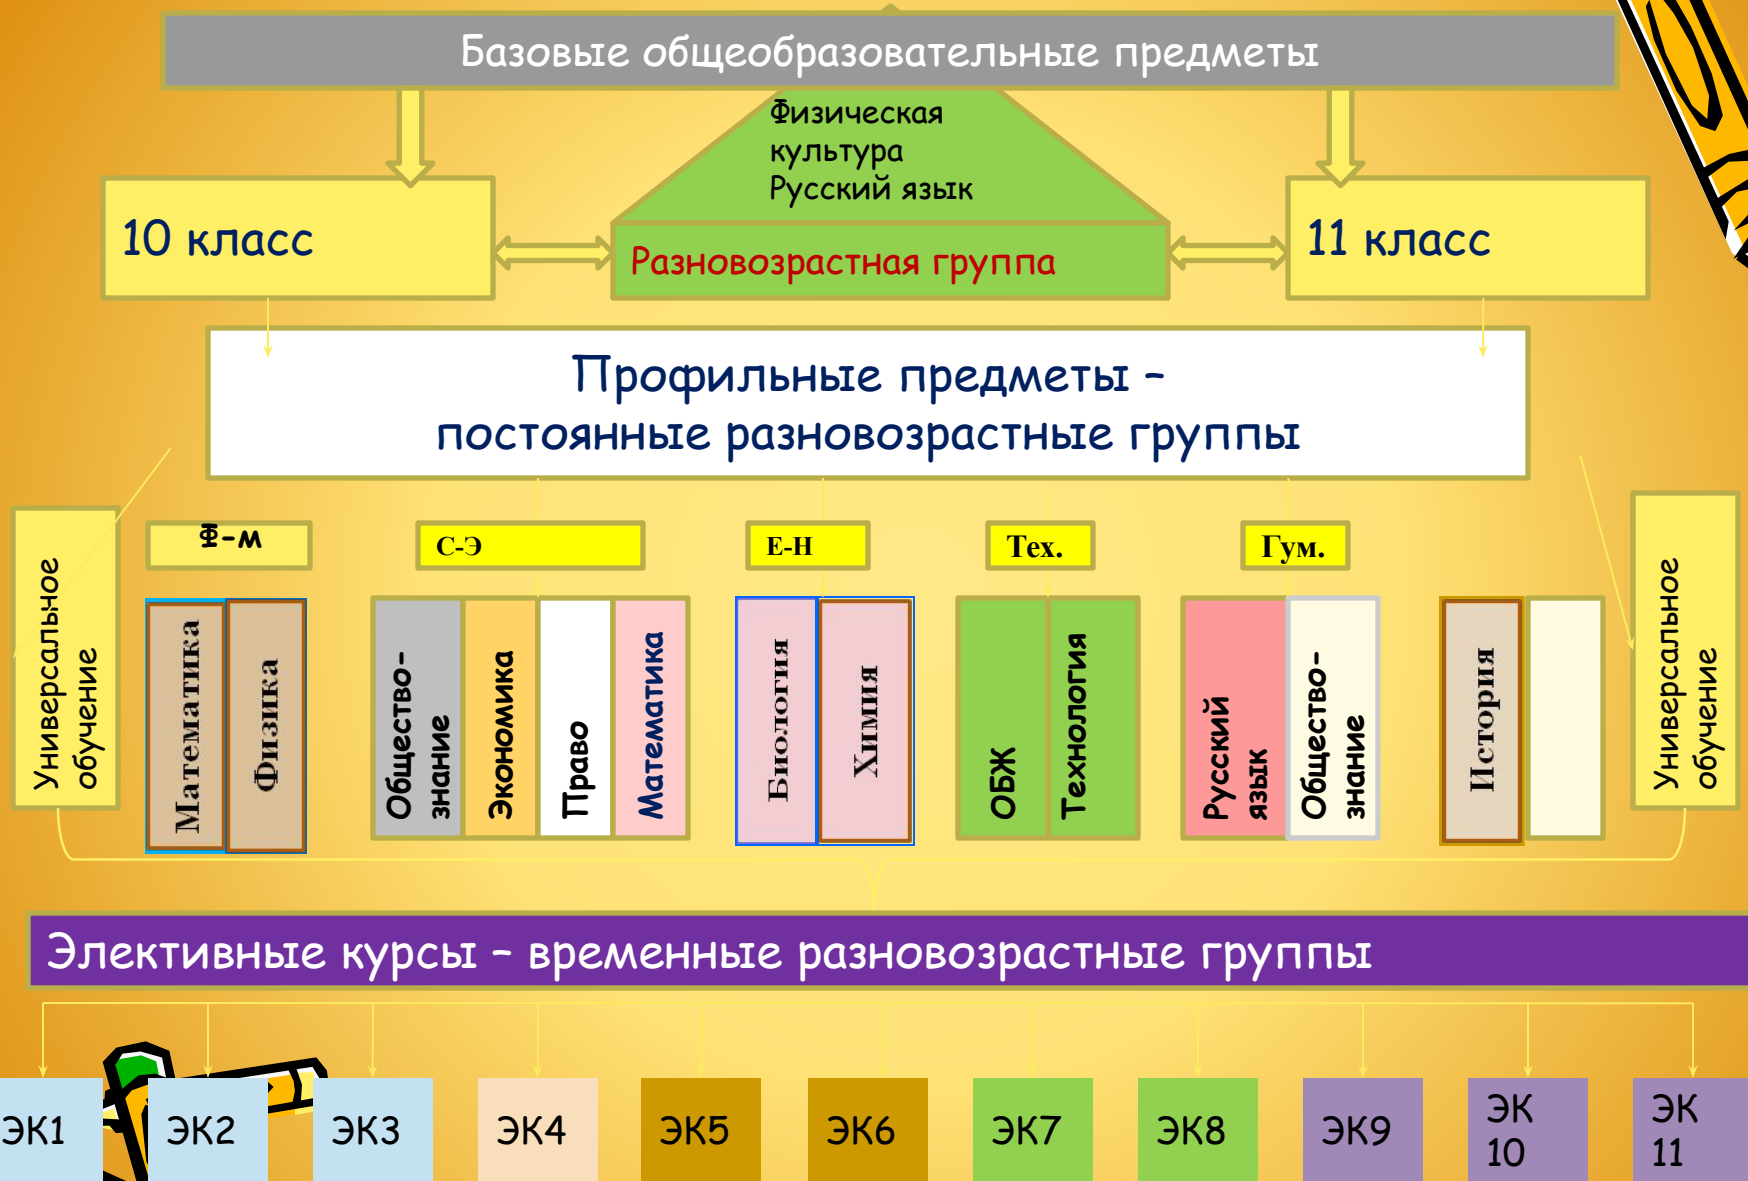 Базовые общеобразовательные предметы
Физическая
культура
Русский язык
10 класс
Разновозрастная группа
11 класс
Профильные предметы –
постоянные разновозрастные группы
Универсальное
обучение
Ф-м
С-Э
Е-Н
Тех.
Гум.
Универсальное
обучение
Математика
Физика
Общество-
знание
Экономика
Право
Математика
Биология
Химия
ОБЖ
Технология
Русский
язык
Общество-
знание
История
Элективные курсы – временные разновозрастные группы
ЭК1
ЭК2
ЭК3
ЭК4
ЭК5
ЭК6
ЭК7
ЭК8
ЭК9
ЭК
10
ЭК
11